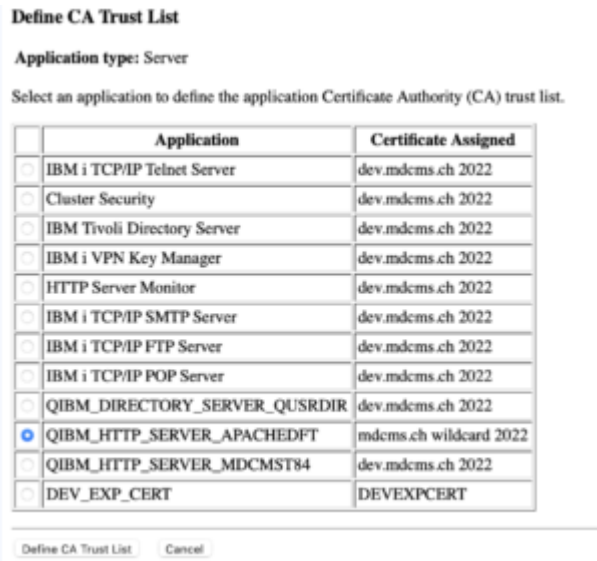 Define CA Trust List
Application type: Server
Select an application to define the application Certificate Authority (CA) trust list.
Application Certificate Assigned
IBM i TCP/IP Telnet Server dev.mdcms.ch 2022
Cluster Security dev.mdcms.ch 2022
IBM Tivoli Directory Server dev.mdcms.ch 2022
IBM i VPN Key Manager dev.mdcms.ch 2022
HTTP Server Monitor dev.mdcms.ch 2022
IBM i TCP/IP SMTP Server dev.mdcms.ch 2022
IBM i TCP/IP FTP Server dev.mdcms.ch 2022
IBM i TCP/IP POP Server dev.mdcms.ch 2022
QIBM_DIRECTORY_SERVER_QUSRDIR dev.mdcms.ch 2022
QIBM_HTTP_SERVER_APACHEDFT mdcms.ch wildcard 2022
QIBM_HTTP_SERVER_MDCMST84 dev.mdcms.ch 2022
DEV_EXP_CERT DEVEXPCERT
Define CA Trust List Cancel